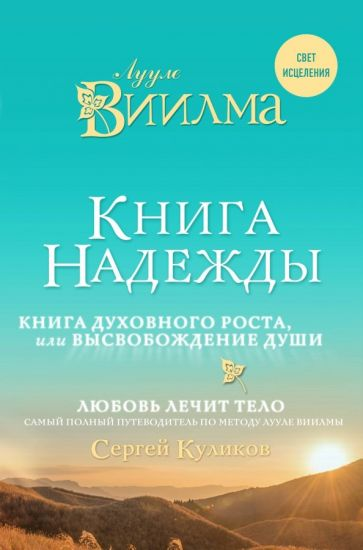 СВЕТ
ИСЦЕЛЕНИЯ
Лууле
Виилма
Книга
Надежды
КНИГА ДУХОВНОГО РОСТА,
или ВЫСВОБОЖДЕНИЕ ДУШИ
ЛЮБОВЬ ЛЕЧИТ ТЕЛО
САМЫЙ ПОЛНЫЙ ПУТЕВОДИТЕЛЬ ПО МЕТОДУ ЛУУЛЕ ВИИЛМЫ
Сергей Куликов